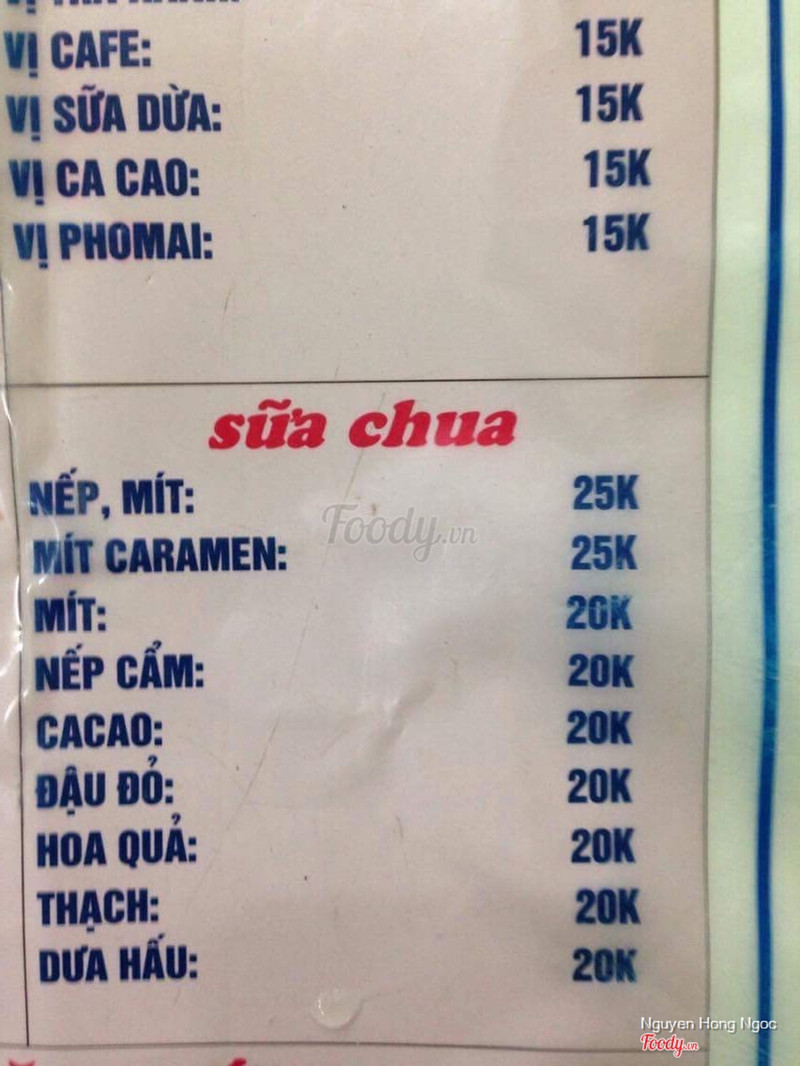 VỊ CAFE: 15K
VỊ SỮA DỪA: 15K
VỊ CA CAO: 15K
VỊ PHOMAI: 15K
sữa chua
NẾP, MÍT: 25K
Foody.vn
MÍT CARAMEN: 25K
MÍT: 20K
NẾP CẨM: 20K
CACAO: 20K
ĐẬU ĐỎ: 20K
HOA QUẢ: 20K
THẠCH: 20K
DƯA HẤU: 20K
Nguyen Hong Ngoc
Foody.vn